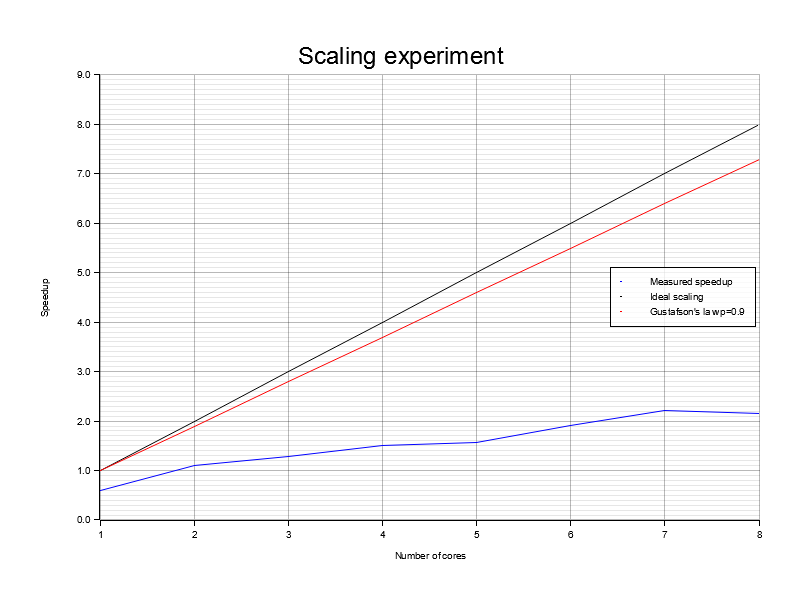 Scaling experiment
9.0
8.0
7.0
6.0
5.0
4.0
3.0
2.0
1.0
0.0
Speedup
Measured speedup
Ideal scaling
Gustafson's law p=0.9
1 2 3 4 5 6 7 8
Number of cores